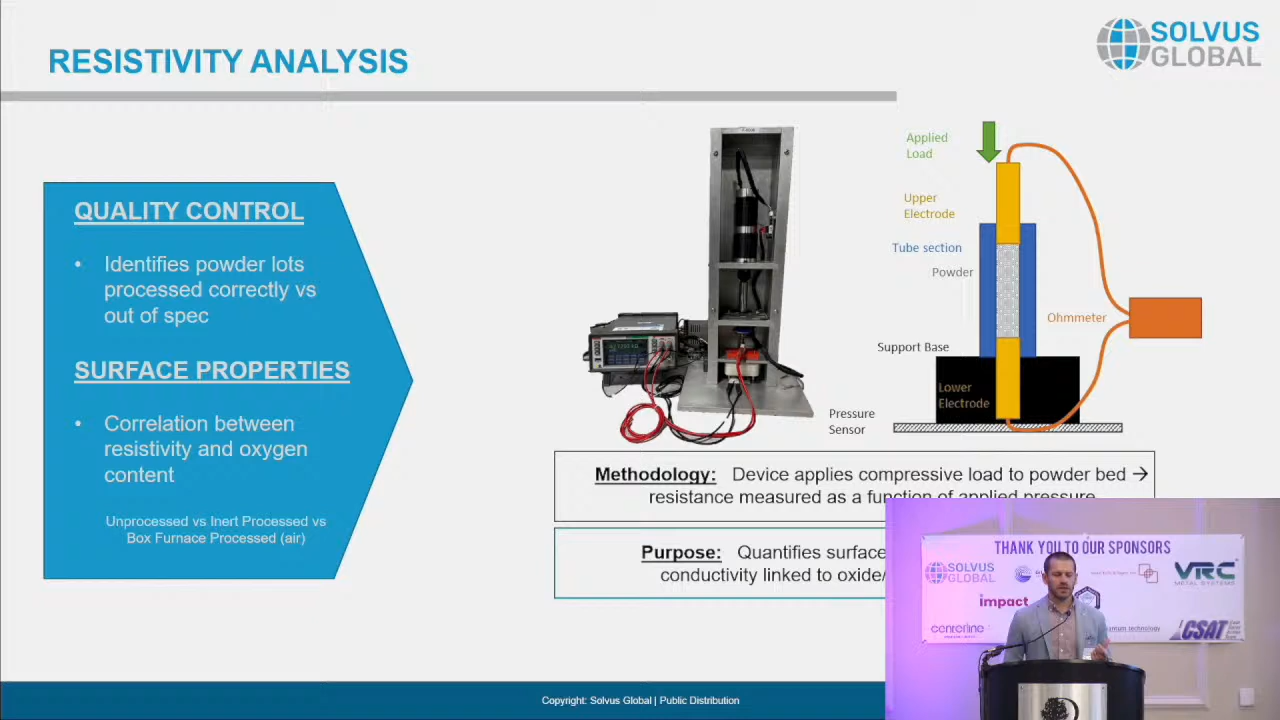 RESISTIVITY ANALYSIS
SOLVUS
GLOBAL
QUALITY CONTROL
• Identifies powder lots
processed correctly vs
out of spec
SURFACE PROPERTIES
• Correlation between
resistivity and oxygen
content
Unprocessed vs Inert Processed vs
Box Furnace Processed (air)
Applied
Load
Upper
Electrode
Tube section
Powder
Ohmmeter
Support Base
Lower
Electrode
Pressure
Sensor
Methodology: Device applies compressive load to powder bed →
resistance measured as a function of applied pressure
Purpose: Quantifies surface
conductivity linked to oxide/
THANK YOU TO OUR SPONSORS
SOLVUS
GLOBAL
VRC
METAL SYSTEMS
impact
centerline
technology
CSAT
Copyright: Solvus Global | Public Distribution